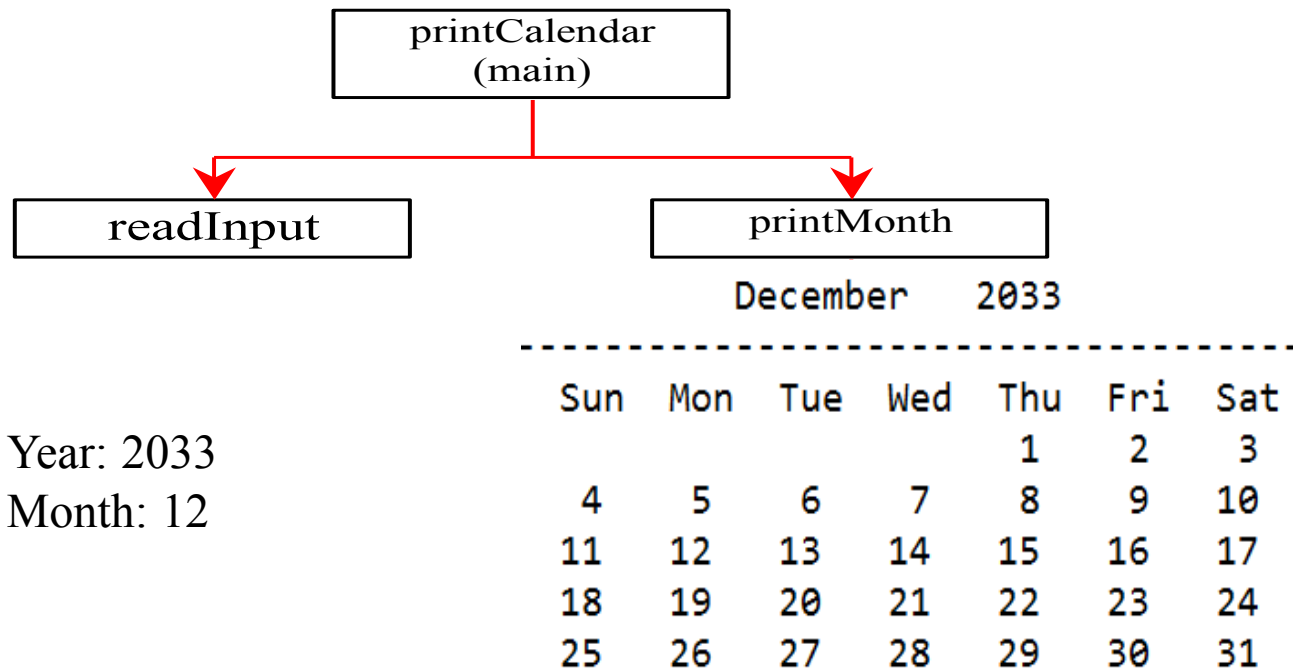 printCalendar
(main)
readInput
printMonth
Year: 2033
Month: 12
December 2033
---------------------------------------
Sun Mon Tue Wed Thu Fri Sat
1 2 3
4 5 6 7 8 9 10
11 12 13 14 15 16 17
18 19 20 21 22 23 24
25 26 27 28 29 30 31